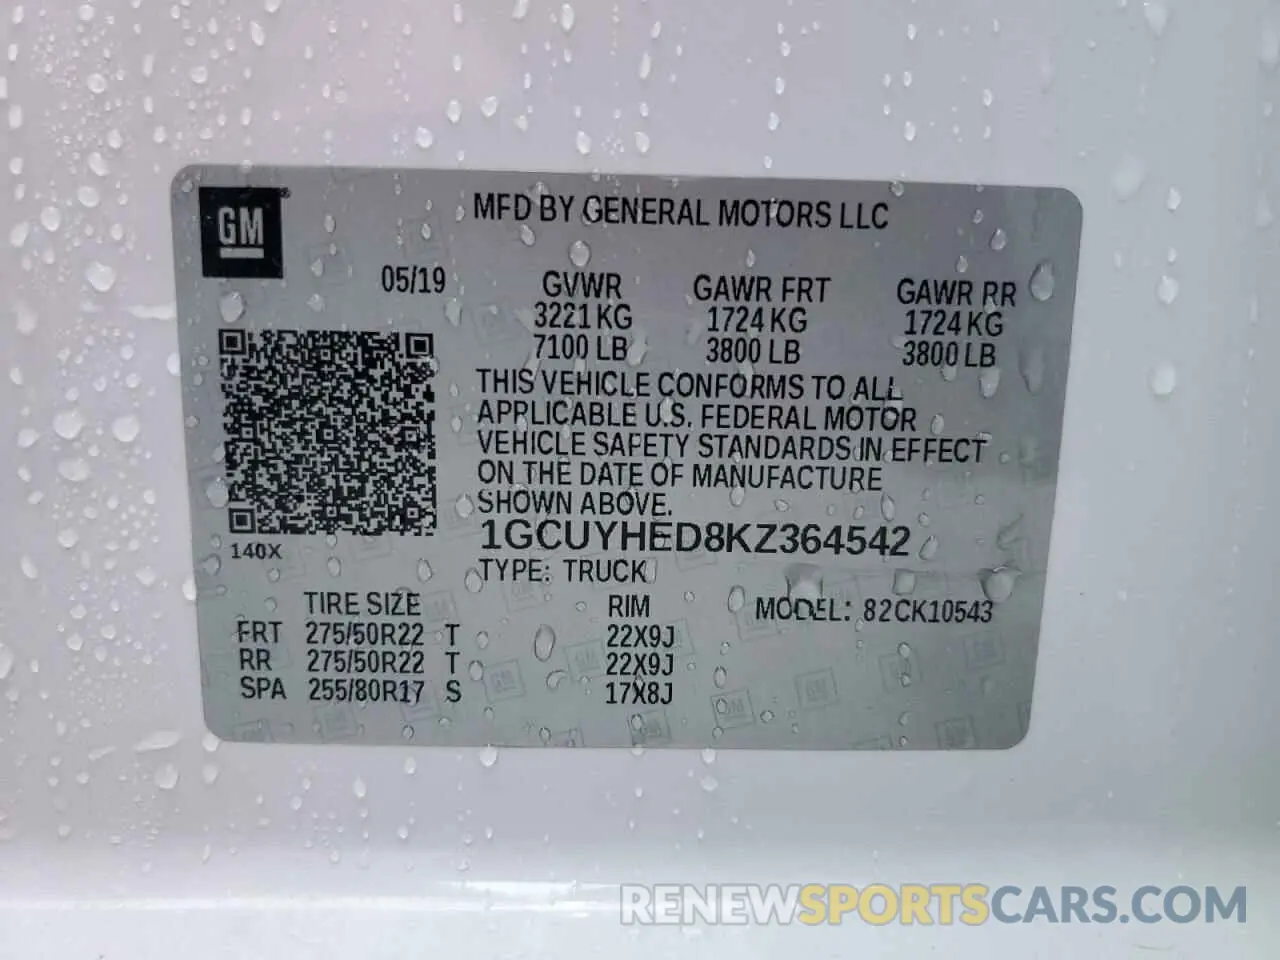 GM
MFD BY GENERAL MOTORS LLC
05/19
GVWR GAWR FRT GAWR RR
3221 KG 1724 KG 1724 KG
7100 LB 3800 LB 3800 LB
THIS VEHICLE CONFORMS TO ALL
APPLICABLE U.S. FEDERAL MOTOR
VEHICLE SAFETY STANDARDS IN EFFECT
ON THE DATE OF MANUFACTURE
SHOWN ABOVE.
1GCUYHED8KZ364542
140X
TYPE: TRUCK
TIRE SIZE RIM MODEL: 82CK10543
FRT 275/50R22 T 22X9J
RR 275/50R22 T 22X9J
SPA 255/80R17 S 17X8J
RENEWSPORTSCARS.COM